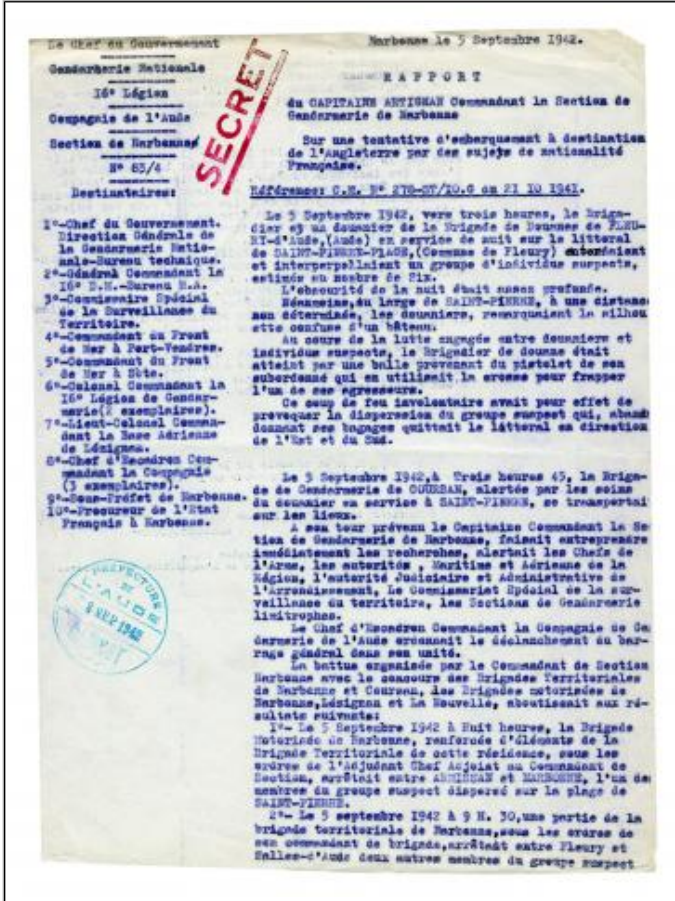 Le Chef du Gouvernement
Gendarmerie Nationale
16° Légion
Compagnie de l'Aude
Section de Narbonne
N° 83/4
Destinataires:
1°-Chef du Gouvernement.
Direction Générale de
la Gendarmerie Natio-
nale-Bureau technique.
2°-Général Commandant la
16° D.M.-Bureau M.A.
3°-Commissaire Spécial
de la Surveillance du
Territoire.
4°-Commandant du Front
de Mer à Port-Vendres.
5°-Commandant du Front
de Mer à Sète.
6°-Colonel Commandant la
16° Légion de Gendar-
merie(2 exemplaires).
7°-Lieut-Colonel Comman-
dant la Base Aérienne
de Lézignan.
8°-Chef d'Escadron Com-
mandant la Compagnie
(3 exemplaires).
9°-Sous-Préfet de Narbonne.
10°-Procureur de l'Etat
Français à Narbonne.
SECRET
PREFECTURE
DE
L'AUDE
SEP 1942
Narbonne le 5 Septembre 1942.
RAPPORT
du CAPITAINE ARTIGNAN Commandant la Section de
Gendarmerie de Narbonne
Sur une tentative d'embarquement à destination
de l'Angleterre par des sujets de nationalité
Française.
Référence: C.M. N° 278-ST/10.G du 21 10 1941.
Le 5 Septembre 1942, vers trois heures, le Briga-
dier et un douanier de la Brigade de Douanes de FLEU-
RY-d'Aude,(Aude) en service de nuit sur le littoral
de SAINT-PIERRE-PLAGE,(Commune de Fleury) entendaient
et interpellaient un groupe d'individus suspects,
estimés au nombre de Six.
L'obscurité de la nuit était assez profonde.
Néanmoins,au large de SAINT-PIERRE, à une distance
non déterminée, les douaniers, remarquaient la silhou
ette confuse d'un bâteau.
Au cours de la lutte engagée entre douaniers et
individus suspects, le Brigadier de douane était
atteint par une balle provenant du pistolet de son
subordonné qui en utilisait la crosse pour frapper
l'un de ses agresseurs.
Ce coup de feu involontaire avait pour effet de
provoquer la dispersion du groupe suspect qui, aband
donnant ses bagages quittait le littoral en direction
de l'Est et du Sud.
Le 5 Septembre 1942,à Trois heures 45, la Briga-
de de Gendarmerie de COURSAN, alertée par les soins
du douanier en service à SAINT-PIERRE, se transportai
sur les lieux.
A son tour prévenu le Capitaine Commandant la Se
tion de Gendarmerie de Narbonne, faisait entreprendre
immédiatement les recherches, alertait les Chefs de
l'Arme, les autorités , Maritime et Aérienne de la
Région, l'autorité Judiciaire et Administrative de
l'Arrondissement, Le Commissariat Spécial de la sur-
veillance du territoire, les Sections de Gendarmerie
limitrophes.
Le Chef d'Escadron Commandant la Compagnie de Ge
darmerie de l'Aude ordonnait le déclanchement du bar-
rage général dans son unité.
La battue organisée par le Commandant de Section
Narbonne avec le concours des Brigades Territoriales
de Narbonne et Coursan, les Brigades motorisées de
Narbonne,Lézignan et La Nouvelle, aboutissait aux ré-
sultats suivants:
1°- Le 5 Septembre 1942 à Huit heures, la Brigade
Motorisée de Narbonne, renforcée d'éléments de la
Brigade Territoriale de cette résidence, sous les
ordres de l'Adjudant Chef Adjoint au Commandant de
Section, arrêtait entre ARMISSAN et NARBONNE, l'un des
membres du groupe suspect dispersé sur la plage de
SAINT-PIERRE.
2°- Le 5 septembre 1942 à 9 H. 30,une partie de la
brigade territoriale de Narbonne,sous les ordres de
son commandant de brigade,arrêtait entre Fleury et
Salles-d'Aude deux autres membres du groupe suspect